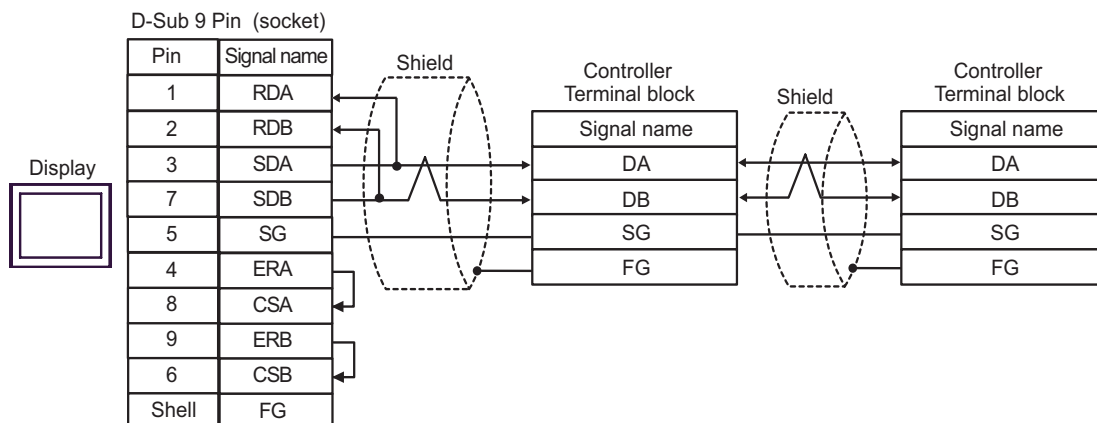 D-Sub 9 Pin (socket)
Pin Signal name
1 RDA
2 RDB
3 SDA
7 SDB
5 SG
4 ERA
8 CSA
9 ERB
6 CSB
Shell FG
Display
Shield
Controller
Terminal block
Signal name
DA
DB
SG
FG
Shield
Controller
Terminal block
Signal name
DA
DB
SG
FG